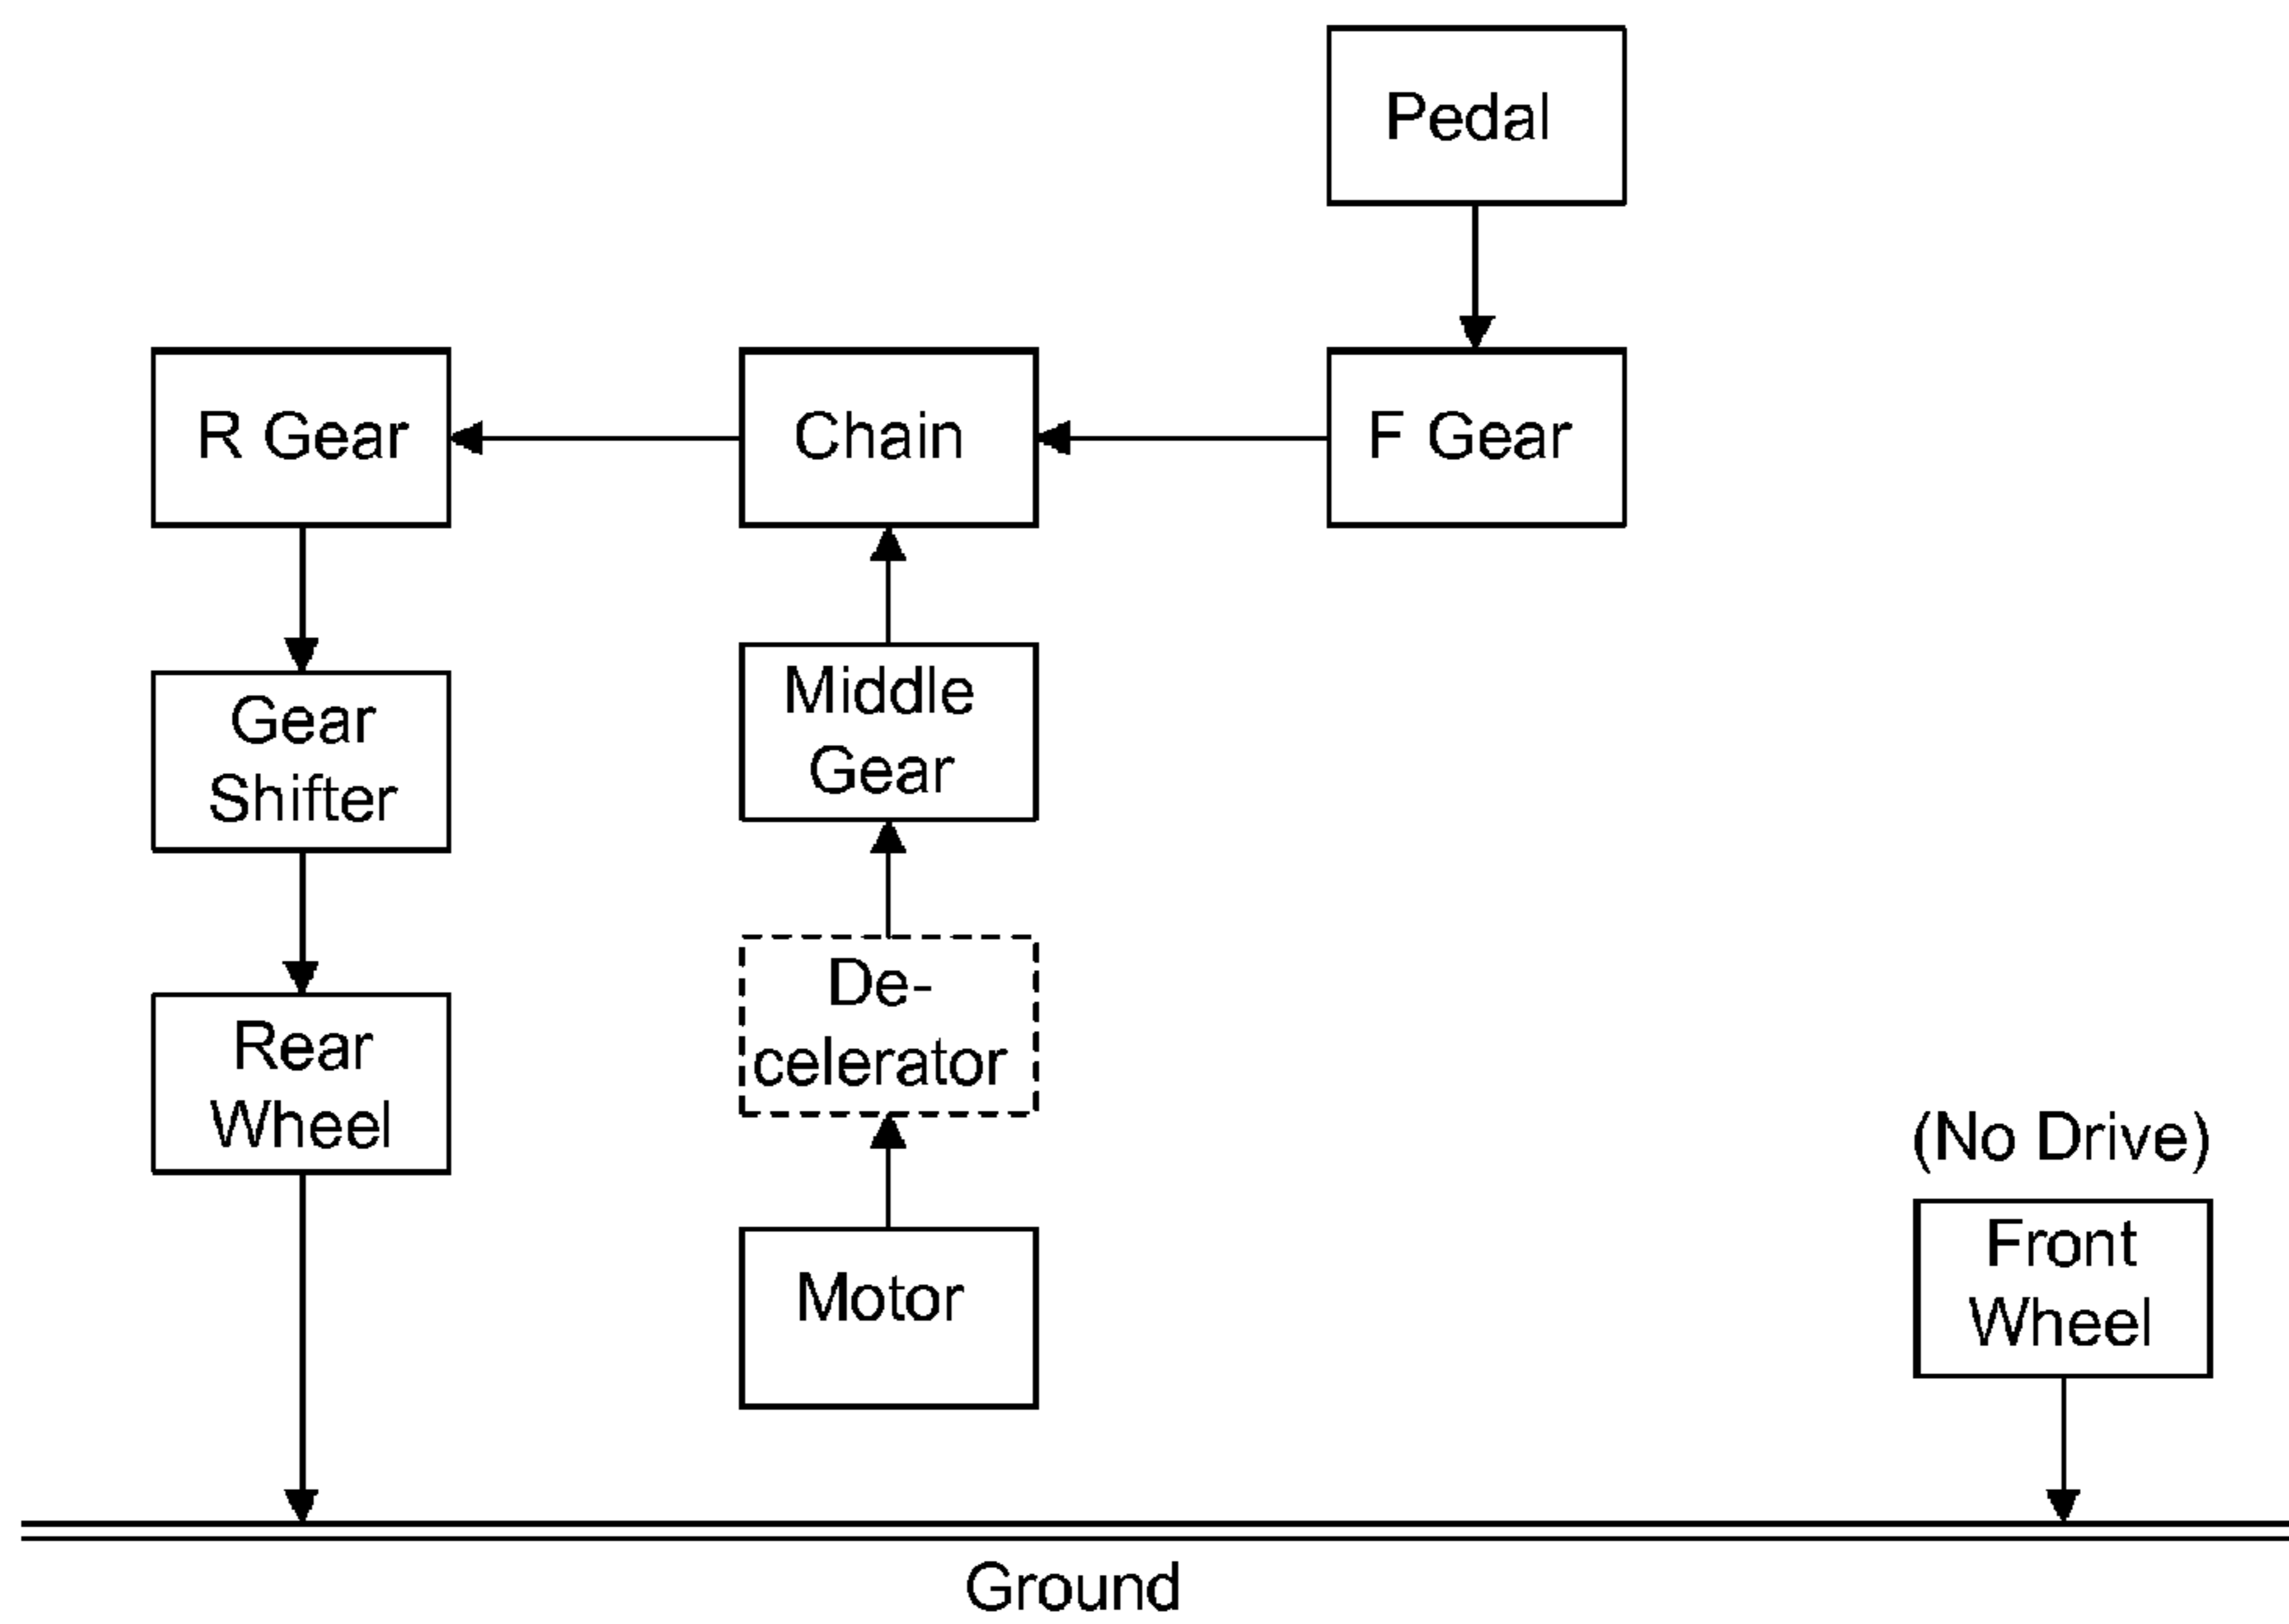 Pedal
R Gear
Chain
F Gear
Gear
Shifter
Middle
Gear
Rear
Wheel
De-
celerator
Motor
(No Drive)
Front
Wheel
Ground